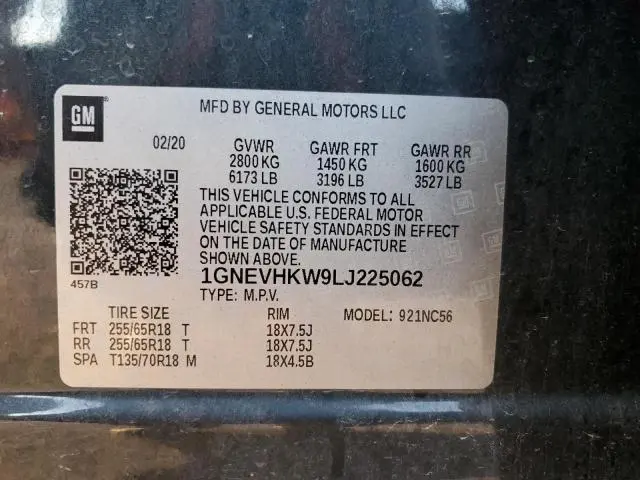 GM
MFD BY GENERAL MOTORS LLC
02/20 GVWR GAWR FRT GAWR RR
2800 KG 1450 KG 1600 KG
6173 LB 3196 LB 3527 LB
THIS VEHICLE CONFORMS TO ALL
APPLICABLE U.S. FEDERAL MOTOR
VEHICLE SAFETY STANDARDS IN EFFECT
ON THE DATE OF MANUFACTURE
SHOWN ABOVE.
457B 1GNEVHKW9LJ225062
TYPE: M.P.V.
TIRE SIZE RIM MODEL: 921NC56
FRT 255/65R18 T 18X7.5J
RR 255/65R18 T 18X7.5J
SPA T135/70R18 M 18X4.5B